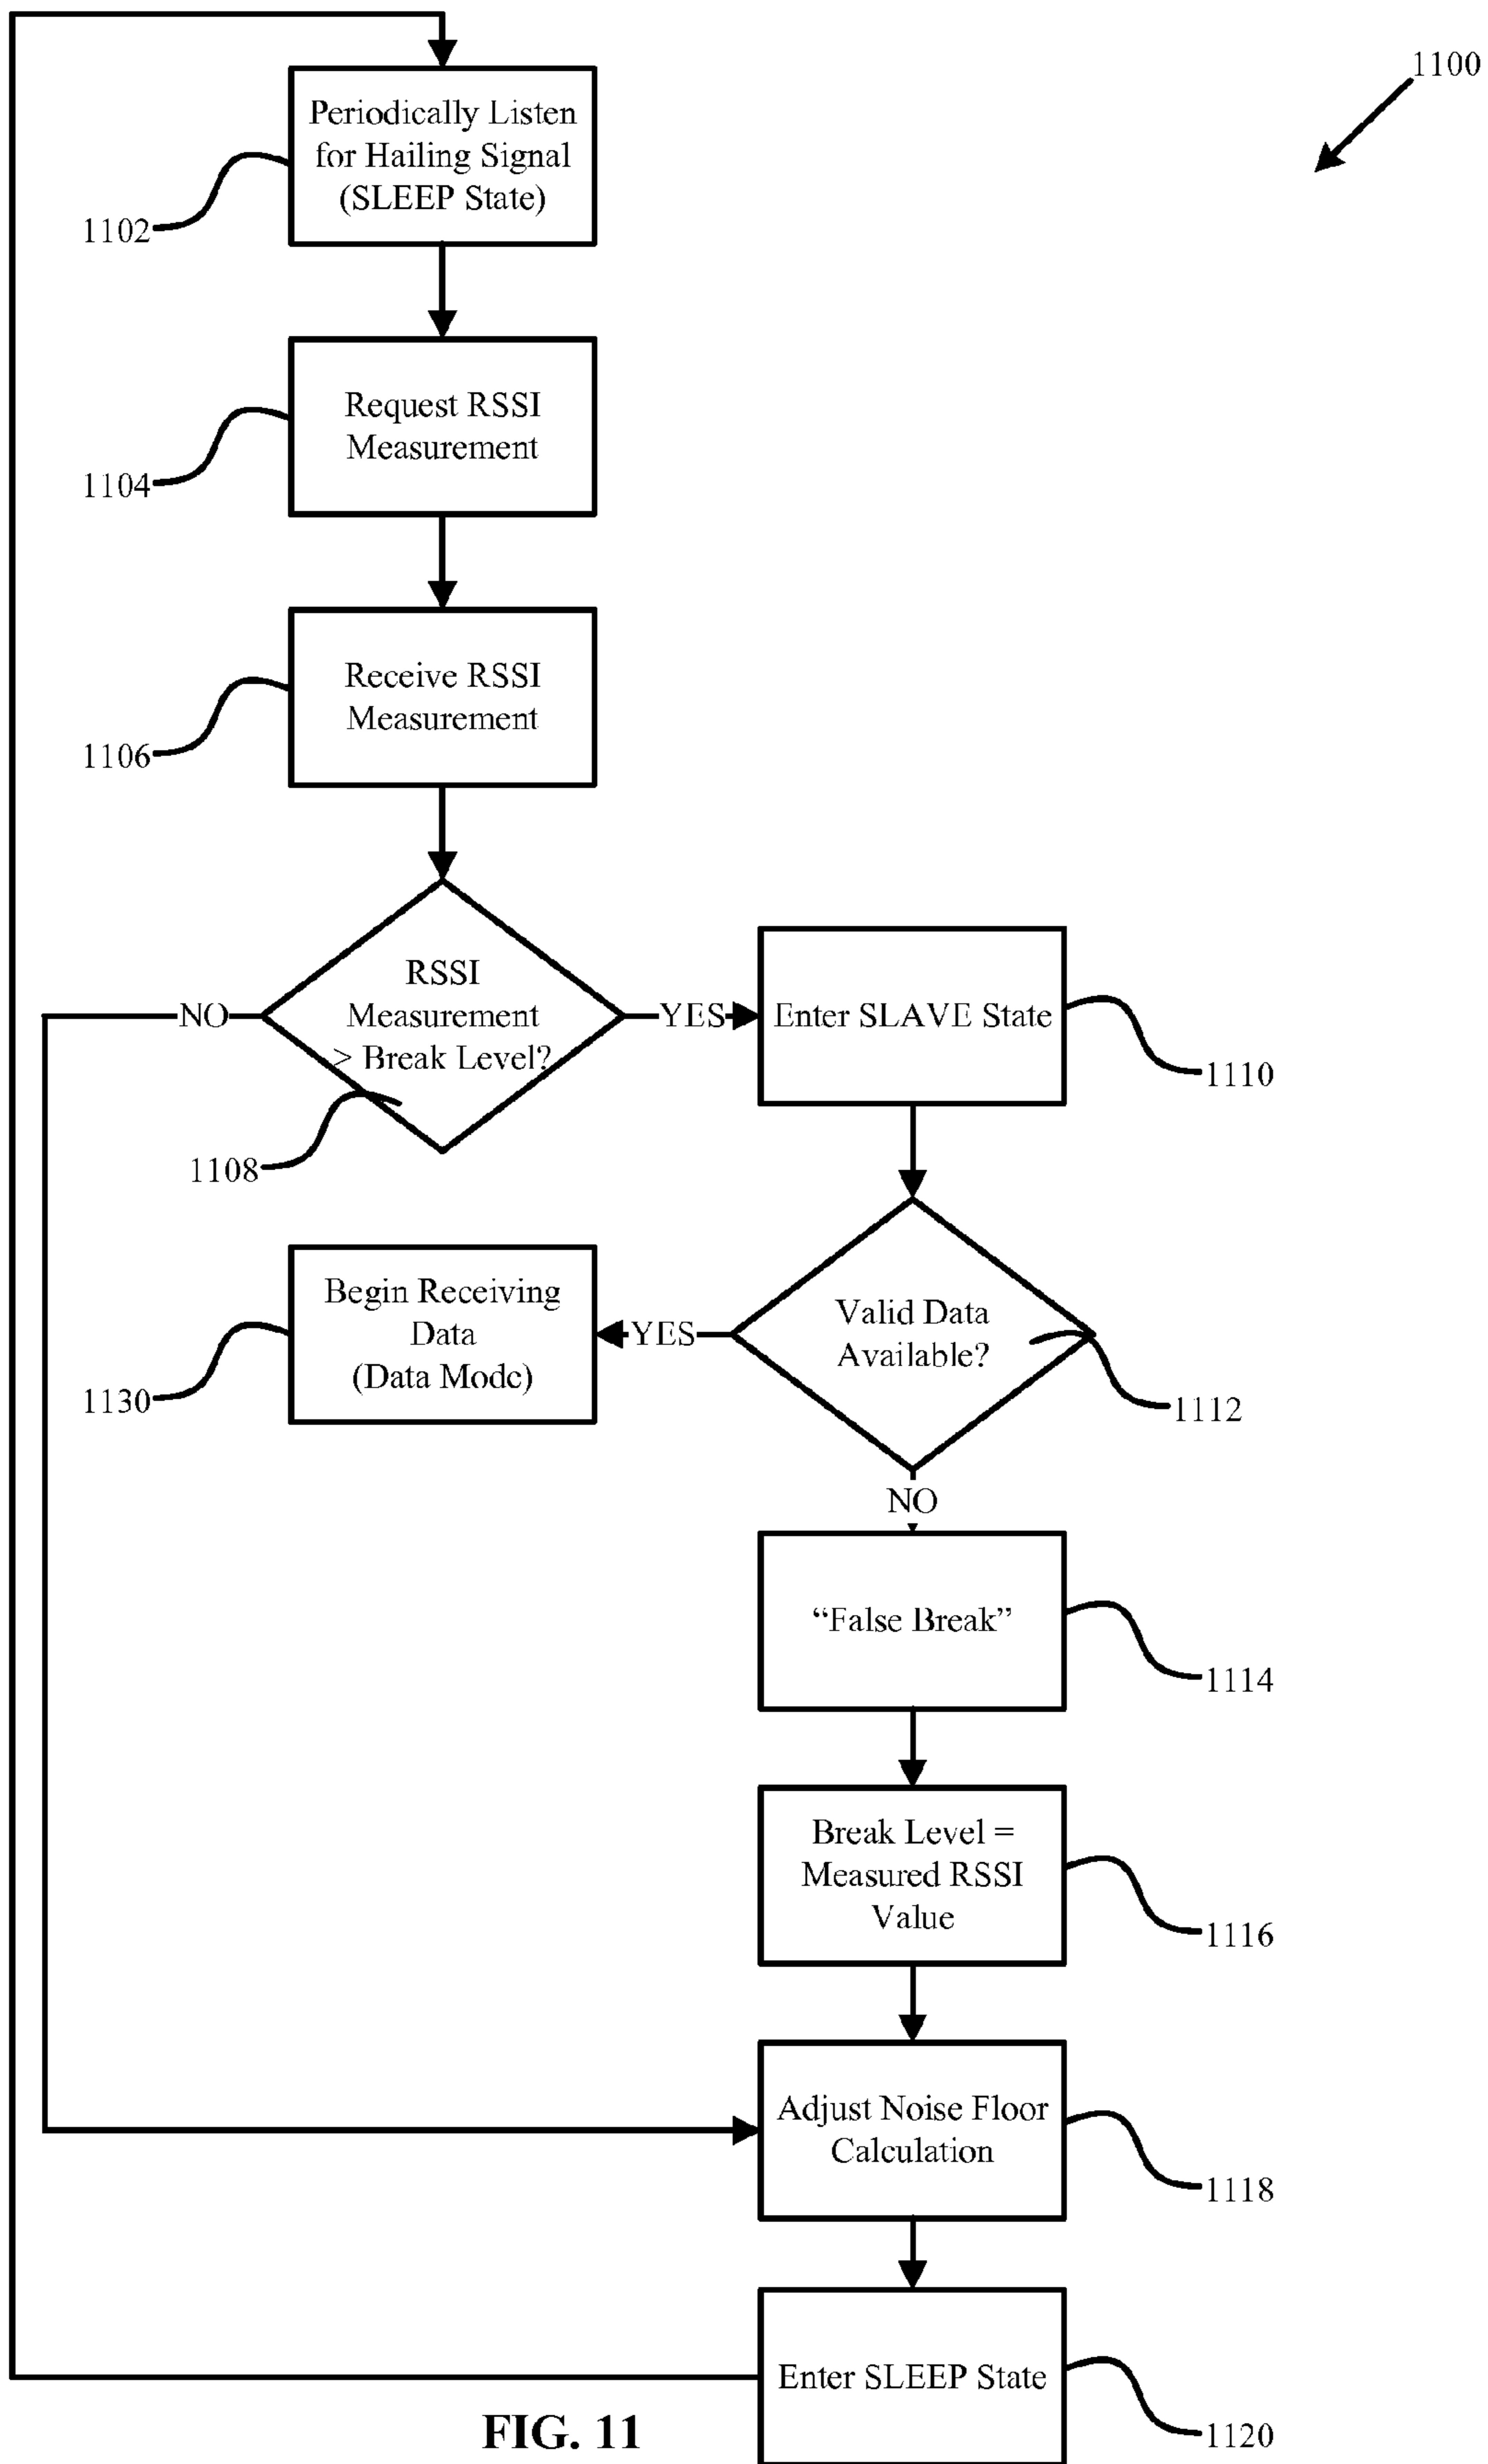 1100
Periodically Listen
for Hailing Signal
(SLEEP State)
1102
Request RSSI
Measurement
1104
Receive RSSI
Measurement
1106
RSSI
Measurement
> Break Level?
NO
YES
1108
Enter SLAVE State
1110
Valid Data
Available?
1112
YES
Begin Receiving
Data
(Data Mode)
1130
NO
“False Break”
1114
Break Level =
Measured RSSI
Value
1116
Adjust Noise Floor
Calculation
1118
Enter SLEEP State
1120
FIG. 11